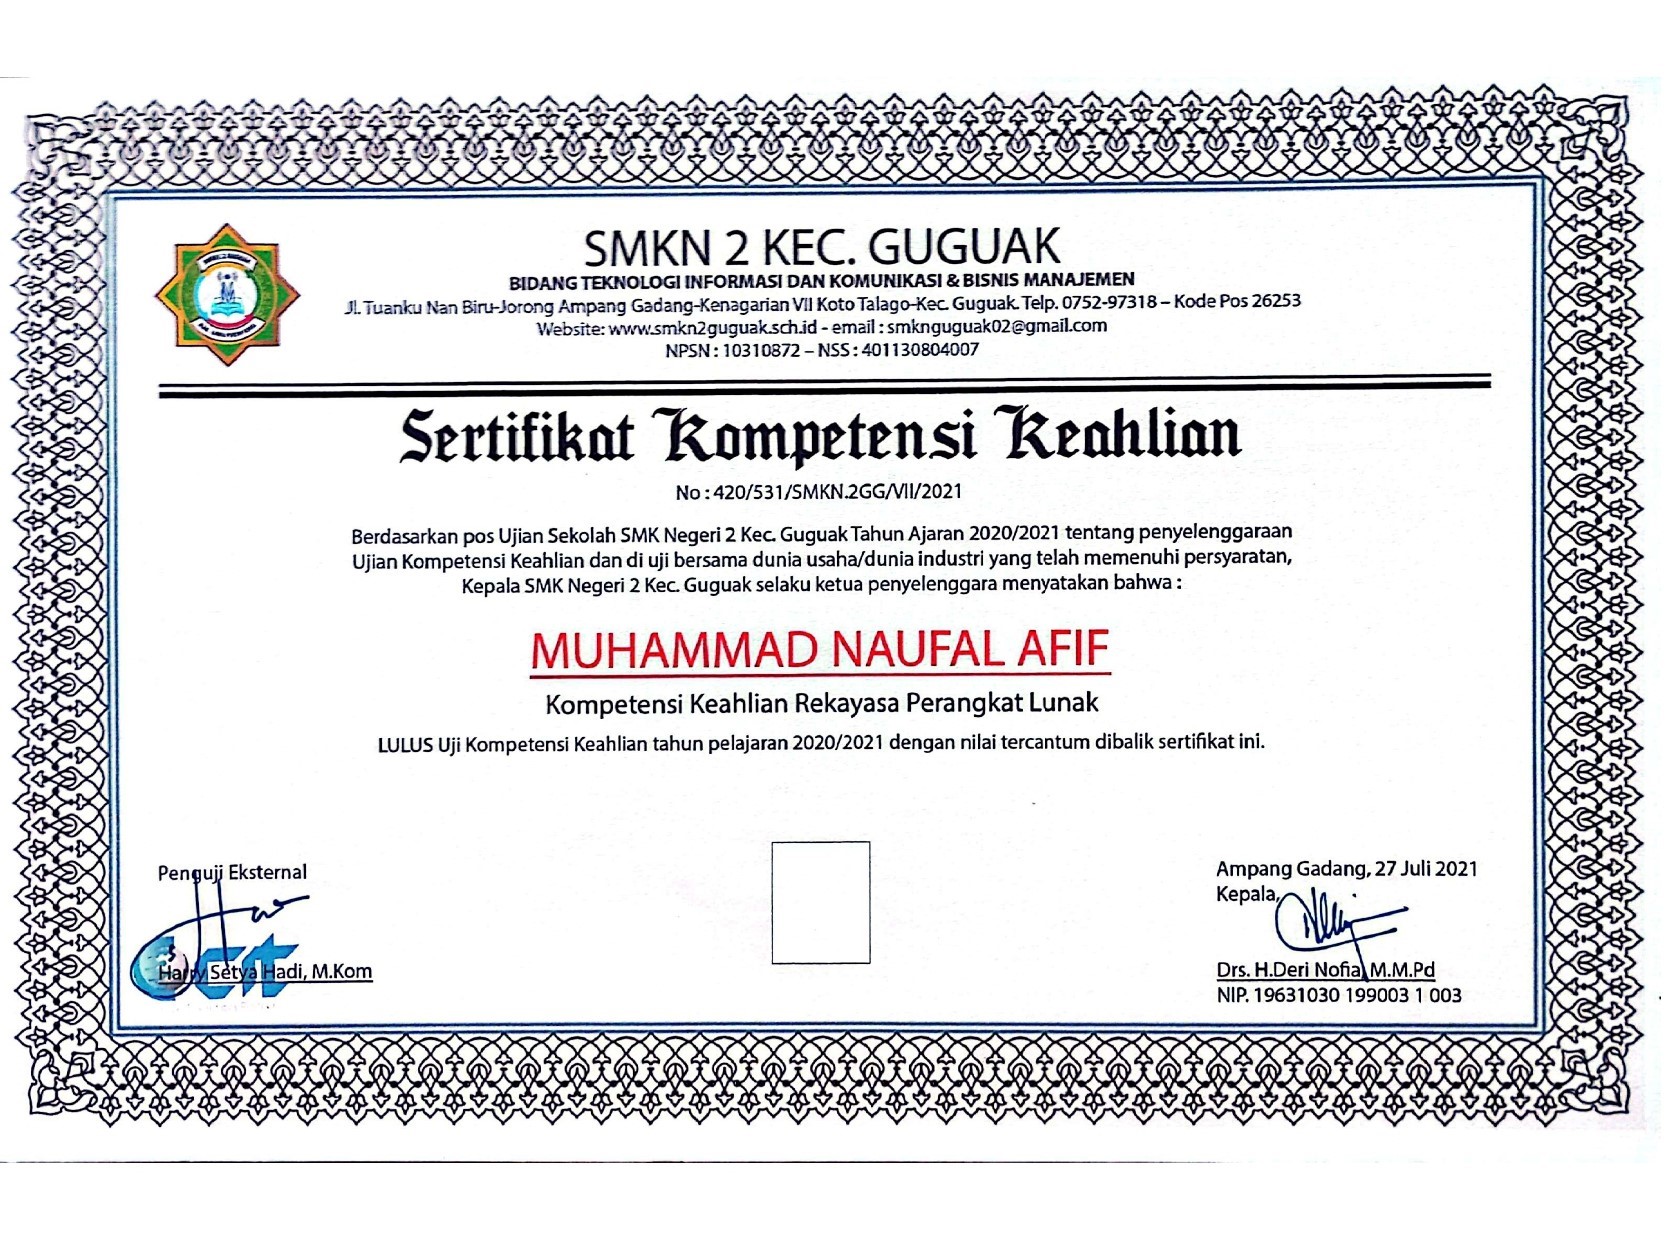 SMKN 2 KEC. GUGUAK
BIDANG TEKNOLOGI INFORMASI DAN KOMUNIKASI & BISNIS MANAJEMEN
Jl. Tuanku Nan Biru-Jorong Ampang Gadang-Kenagarian VII Koto Talago-Kec. Guguak. Telp. 0752-97318 – Kode Pos 26253
Website: www.smkn2guguak.sch.id - email : smknguguak02@gmail.com
NPSN : 10310872 – NSS : 401130804007
Sertifikat Kompetensi Keahlian
No : 420/531/SMKN.2GG/VII/2021
Berdasarkan pos Ujian Sekolah SMK Negeri 2 Kec. Guguak Tahun Ajaran 2020/2021 tentang penyelenggaraan
Ujian Kompetensi Keahlian dan di uji bersama dunia usaha/dunia industri yang telah memenuhi persyaratan,
Kepala SMK Negeri 2 Kec. Guguak selaku ketua penyelenggara menyatakan bahwa :
MUHAMMAD NAUFAL AFIF
Kompetensi Keahlian Rekayasa Perangkat Lunak
LULUS Uji Kompetensi Keahlian tahun pelajaran 2020/2021 dengan nilai tercantum dibalik sertifikat ini.
Penguji Eksternal
Harry Setya Hadi, M.Kom
Ampang Gadang, 27 Juli 2021
Kepala,
Drs. H.Deri Nofia, M.M.Pd
NIP. 19631030 199003 1 003